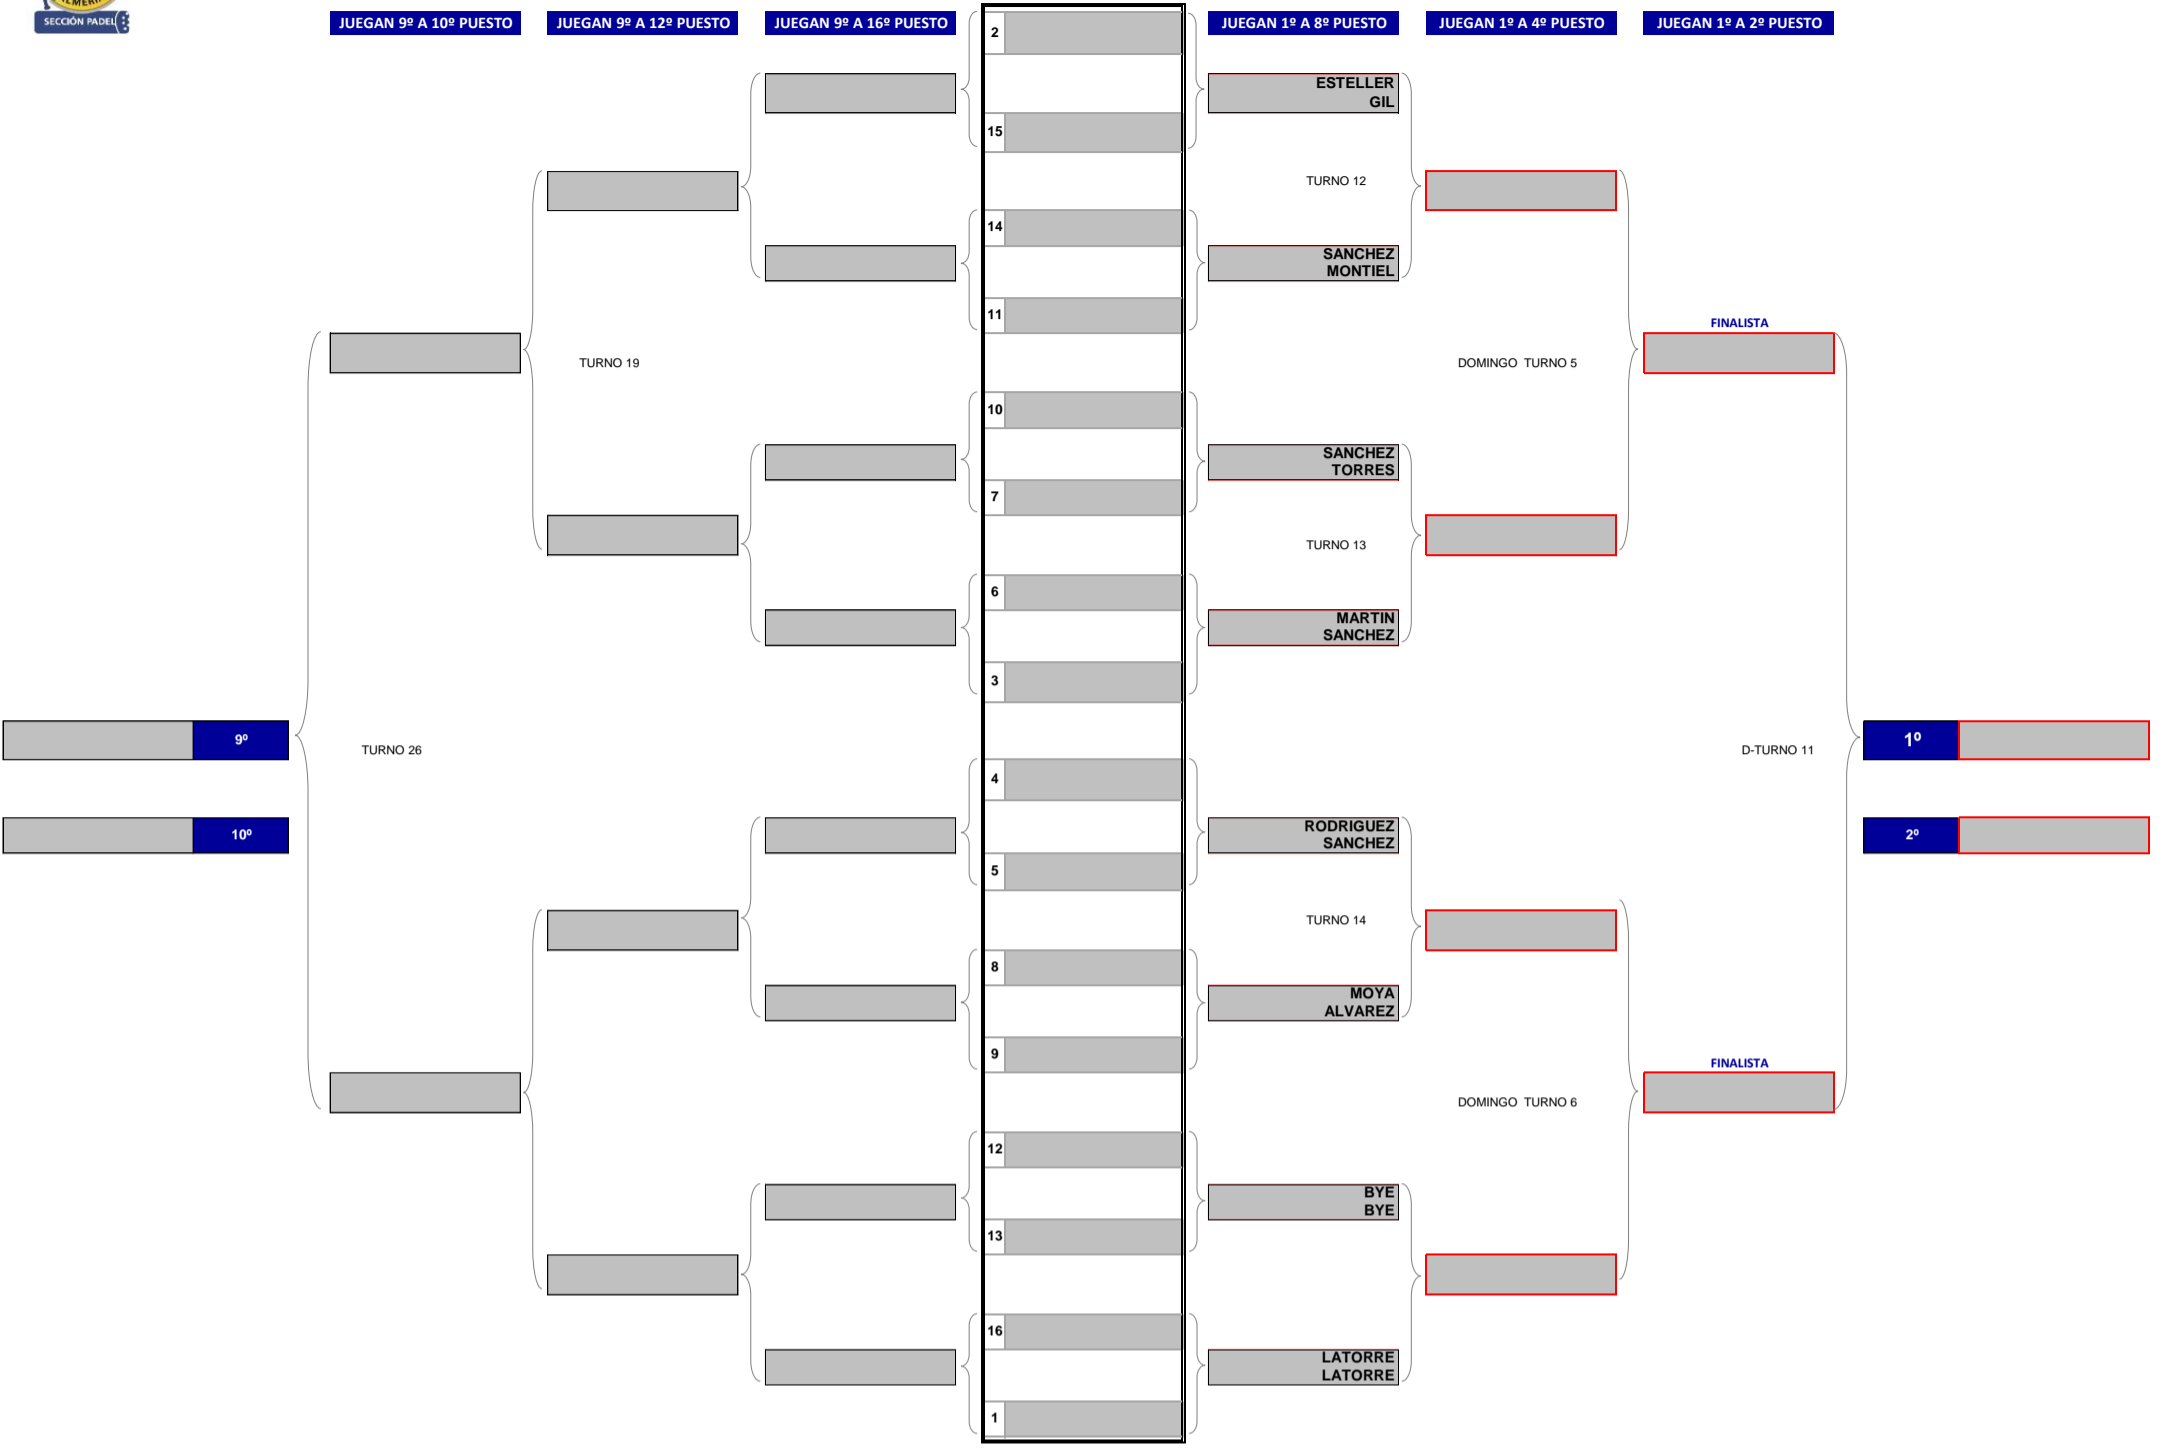 SECCIÓN PADEL
JUEGAN 9º A 10º PUESTO
JUEGAN 9º A 12º PUESTO
JUEGAN 9º A 16º PUESTO
JUEGAN 1º A 8º PUESTO
JUEGAN 1º A 4º PUESTO
JUEGAN 1º A 2º PUESTO
2
ESTELLER
GIL
15
TURNO 12
14
SANCHEZ
MONTIEL
11
FINALISTA
TURNO 19
DOMINGO TURNO 5
10
SANCHEZ
TORRES
7
TURNO 13
6
MARTIN
SANCHEZ
3
9º
TURNO 26
D-TURNO 11
1º
4
10º
RODRIGUEZ
SANCHEZ
2º
5
TURNO 14
8
MOYA
ALVAREZ
9
FINALISTA
DOMINGO TURNO 6
12
BYE
BYE
13
16
LATORRE
LATORRE
1